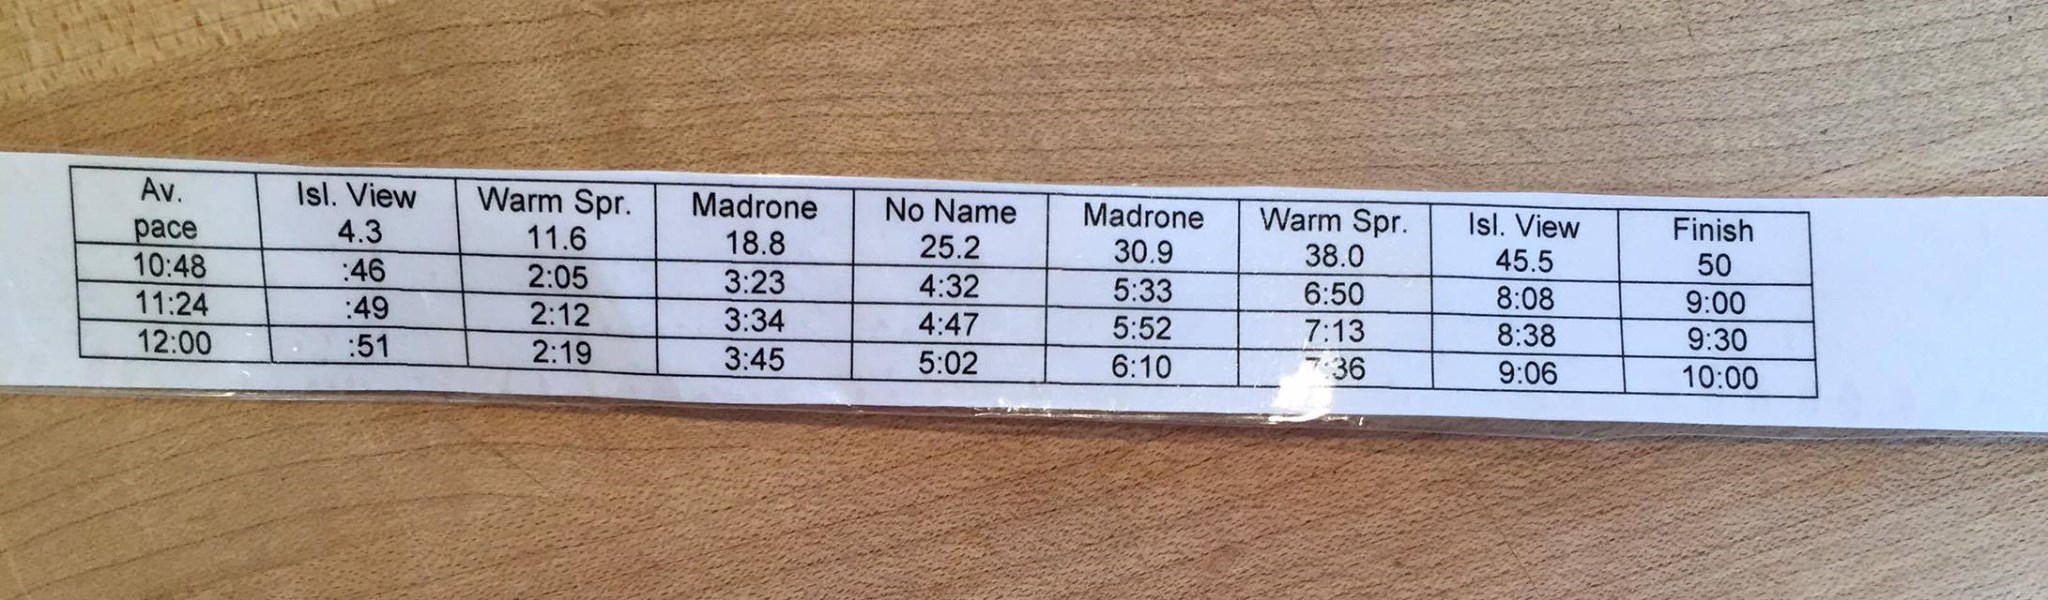 Av. pace Isl. View 4.3 Warm Spr. 11.6 Madrone 18.8 No Name 25.2 Madrone 30.9 Warm Spr. 38.0 Isl. View 45.5 Finish 50
10:48 :46 2:05 3:23 4:32 5:33 6:50 8:08 9:00
11:24 :49 2:12 3:34 4:47 5:52 7:13 8:38 9:30
12:00 :51 2:19 3:45 5:02 6:10 7:36 9:06 10:00